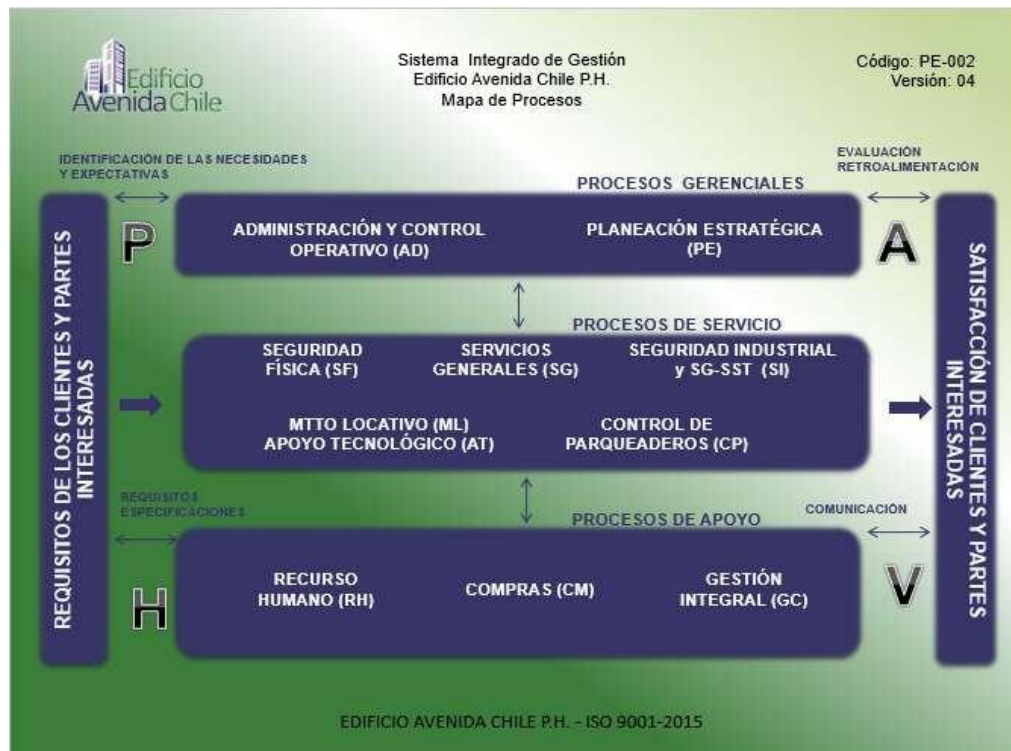 Edificio
Avenida Chile
Sistema Integrado de Gestión
Edificio Avenida Chile P.H.
Mapa de Procesos
Código: PE-002
Versión: 04
IDENTIFICACIÓN DE LAS NECESIDADES
Y EXPECTATIVAS
EVALUACIÓN
RETROALIMENTACIÓN
PROCESOS GERENCIALES
P
A
ADMINISTRACIÓN Y CONTROL
OPERATIVO (AD)
PLANEACIÓN ESTRATÉGICA
(PE)
REQUISITOS DE LOS CLIENTES Y PARTES
INTERESADAS
PROCESOS DE SERVICIO
SEGURIDAD
FÍSICA (SF)
SERVICIOS
GENERALES (SG)
SEGURIDAD INDUSTRIAL
y SG-SST (SI)
MTTO LOCATIVO (ML)
APOYO TECNOLÓGICO (AT)
CONTROL DE
PARQUEADEROS (CP)
SATISFACCIÓN DE CLIENTES Y PARTES
INTERESADAS
REQUISITOS
ESPECIFICACIONES
PROCESOS DE APOYO
COMUNICACIÓN
H
V
RECURSO
HUMANO (RH)
COMPRAS (CM)
GESTIÓN
INTEGRAL (GC)
EDIFICIO AVENIDA CHILE P.H. - ISO 9001-2015